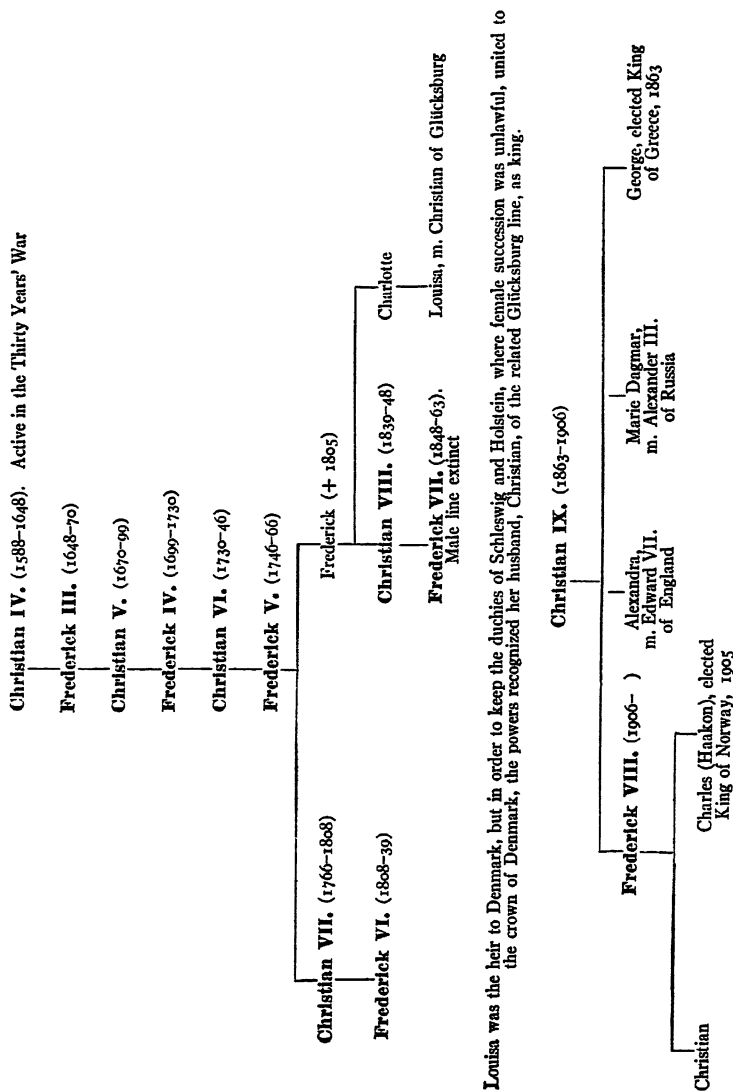 Christian IV. (1588-1648). Active in the Thirty Years' War
Frederick III. (1648-70)
Christian V. (1670-99)
Frederick IV. (1699-1730)
Christian VI. (1730-46)
Frederick V. (1746-66)
Christian VII. (1766-1808)
Frederick VI. (1808-39)
Frederick (+ 1805)
Christian VIII. (1839-48)
Frederick VII. (1848-63).
Male line extinct
Charlotte
Louisa, m. Christian of Glücksburg
Louisa was the heir to Denmark, but in order to keep the duchies of Schleswig and Holstein, where female succession was unlawful, united to
the crown of Denmark, the powers recognized her husband, Christian, of the related Glücksburg line, as king.
Christian IX. (1863-1906)
Frederick VIII. (1906- )
Alexandra,
m. Edward VII.
of England
Marie Dagmar,
m. Alexander III.
of Russia
George, elected King
of Greece, 1863
Christian
Charles (Haakon), elected
King of Norway, 1905